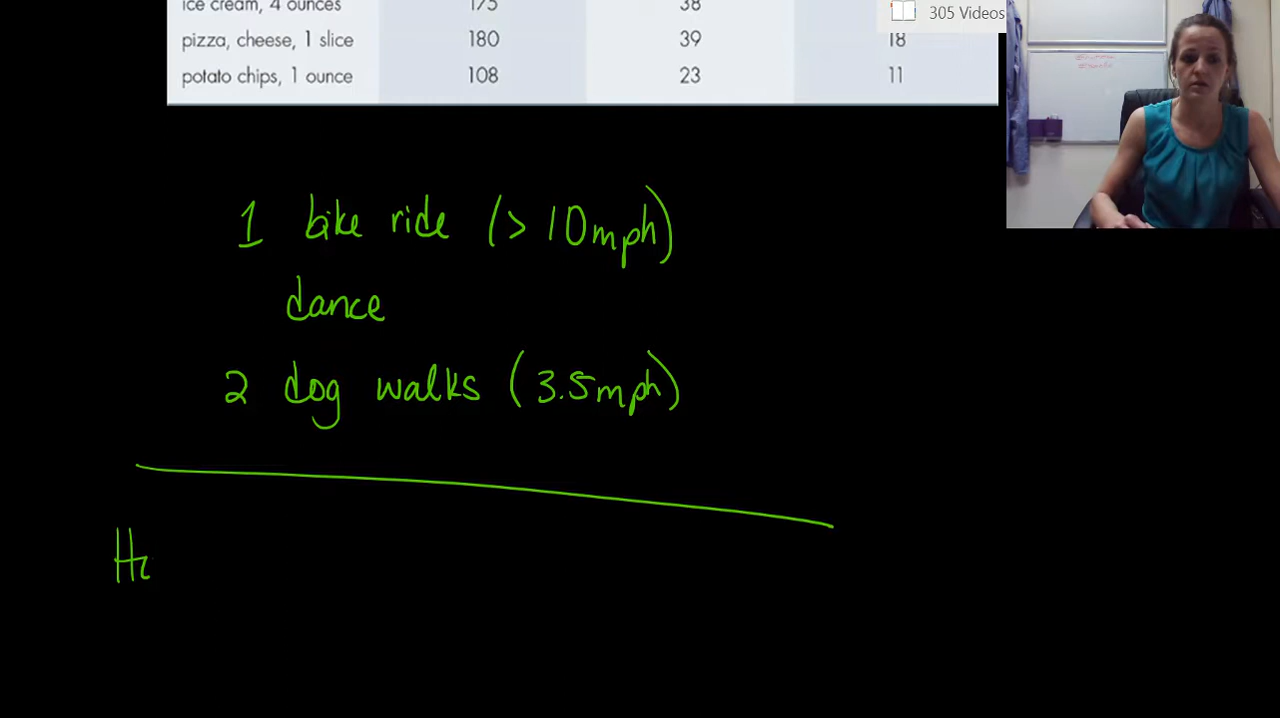 ice cream, 4 ounces 175 38
305 Videos
pizza, cheese, 1 slice 180 39 18
potato chips, 1 ounce 108 23 11
1 bike ride (> 10mph)
dance
2 dog walks (3.5mph)